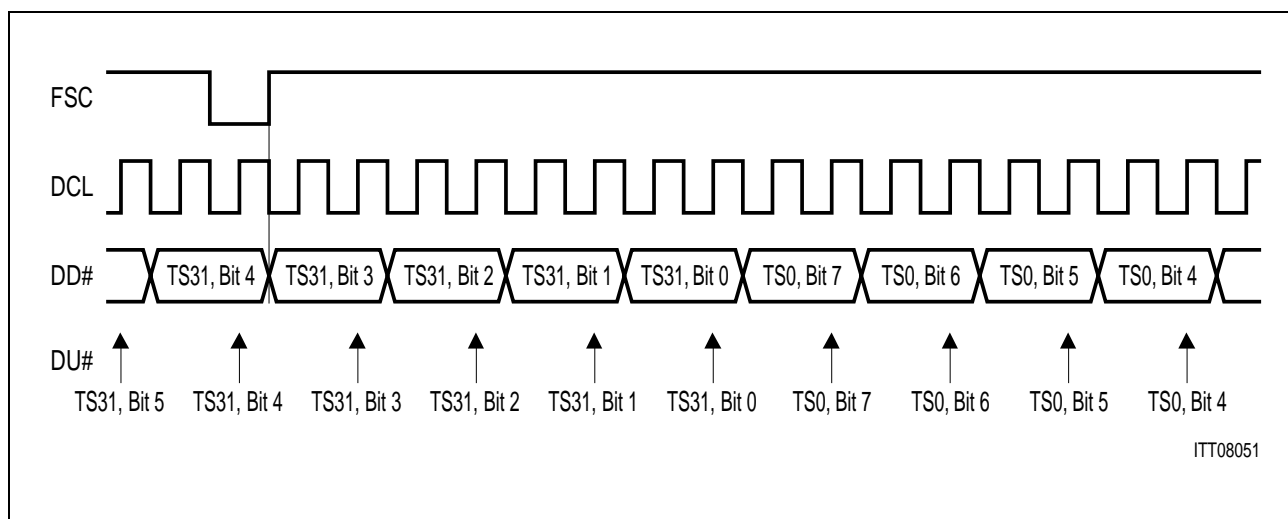 FSC
DCL
DD# TS31, Bit 4 TS31, Bit 3 TS31, Bit 2 TS31, Bit 1 TS31, Bit 0 TS0, Bit 7 TS0, Bit 6 TS0, Bit 5 TS0, Bit 4
DU#
TS31, Bit 5 TS31, Bit 4 TS31, Bit 3 TS31, Bit 2 TS31, Bit 1 TS31, Bit 0 TS0, Bit 7 TS0, Bit 6 TS0, Bit 5 TS0, Bit 4
ITT08051